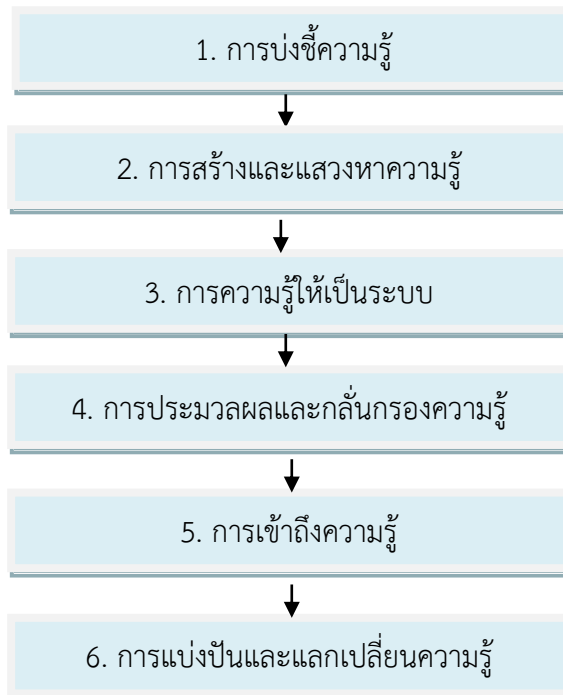 1. การบ่งชี้ความรู้
2. การสร้างและแสวงหาความรู้
3. การความรู้ให้เป็นระบบ
4. การประมวลผลและกลั่นกรองความรู้
5. การเข้าถึงความรู้
6. การแบ่งปันและแลกเปลี่ยนความรู้